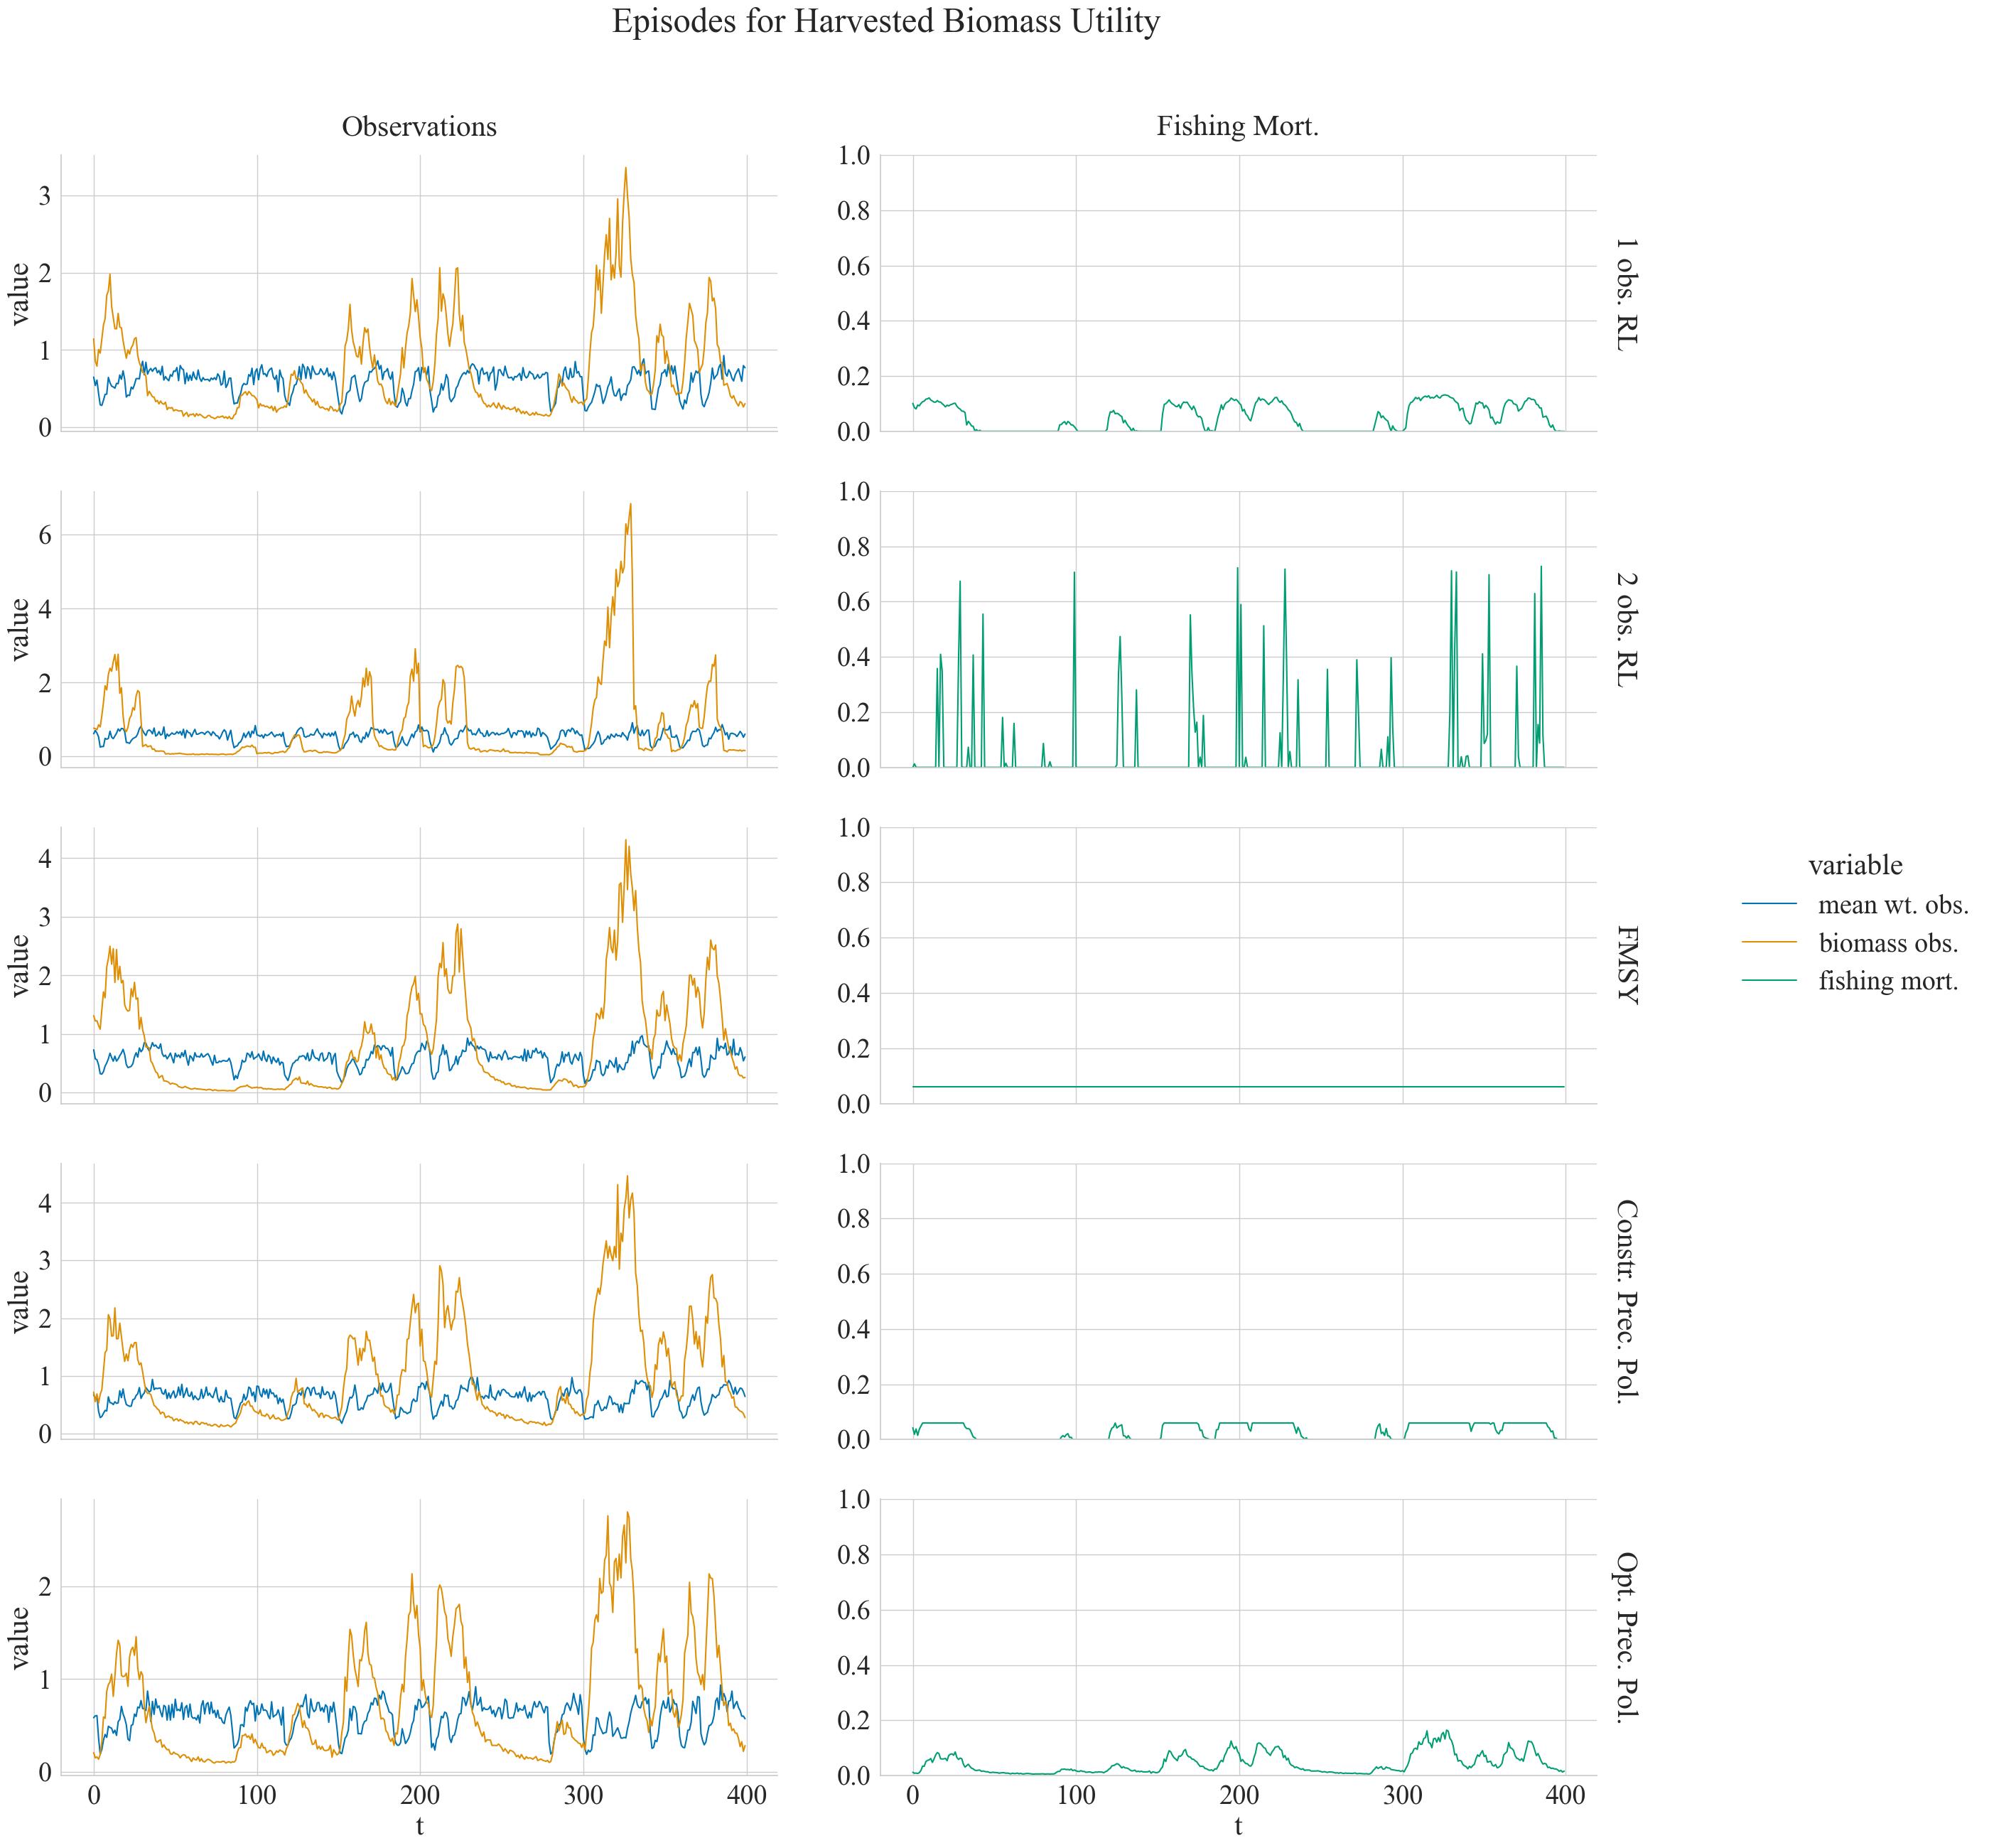 Episodes for Harvested Biomass Utility
Observations
Fishing Mort.
3
2
1
0
value
1.0
0.8
0.6
0.4
0.2
0.0
1 obs. RL
6
4
2
0
value
1.0
0.8
0.6
0.4
0.2
0.0
2 obs. RL
4
3
2
1
0
value
1.0
0.8
0.6
0.4
0.2
0.0
FMSY
variable
mean wt. obs.
biomass obs.
fishing mort.
4
3
2
1
0
value
1.0
0.8
0.6
0.4
0.2
0.0
Constr. Prec. Pol.
2
1
0
value
1.0
0.8
0.6
0.4
0.2
0.0
Opt. Prec. Pol.
0 100 200 300 400
t
0 100 200 300 400
t